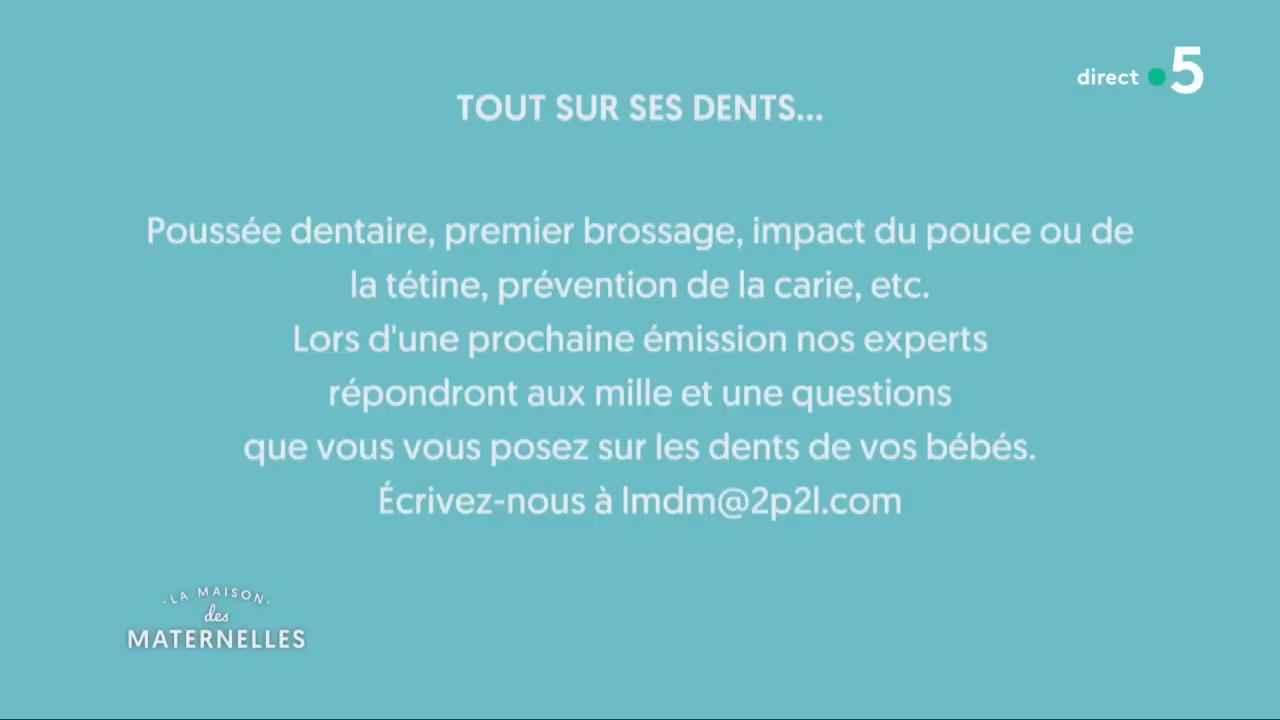 direct 5
TOUT SUR SES DENTS...
Poussée dentaire, premier brossage, impact du pouce ou de
la tétine, prévention de la carie, etc.
Lors d'une prochaine émission nos experts
répondront aux mille et une questions
que vous vous posez sur les dents de vos bébés.
Écrivez-nous à lmdm@2p2l.com
·LA MAISON·
des
MATERNELLES